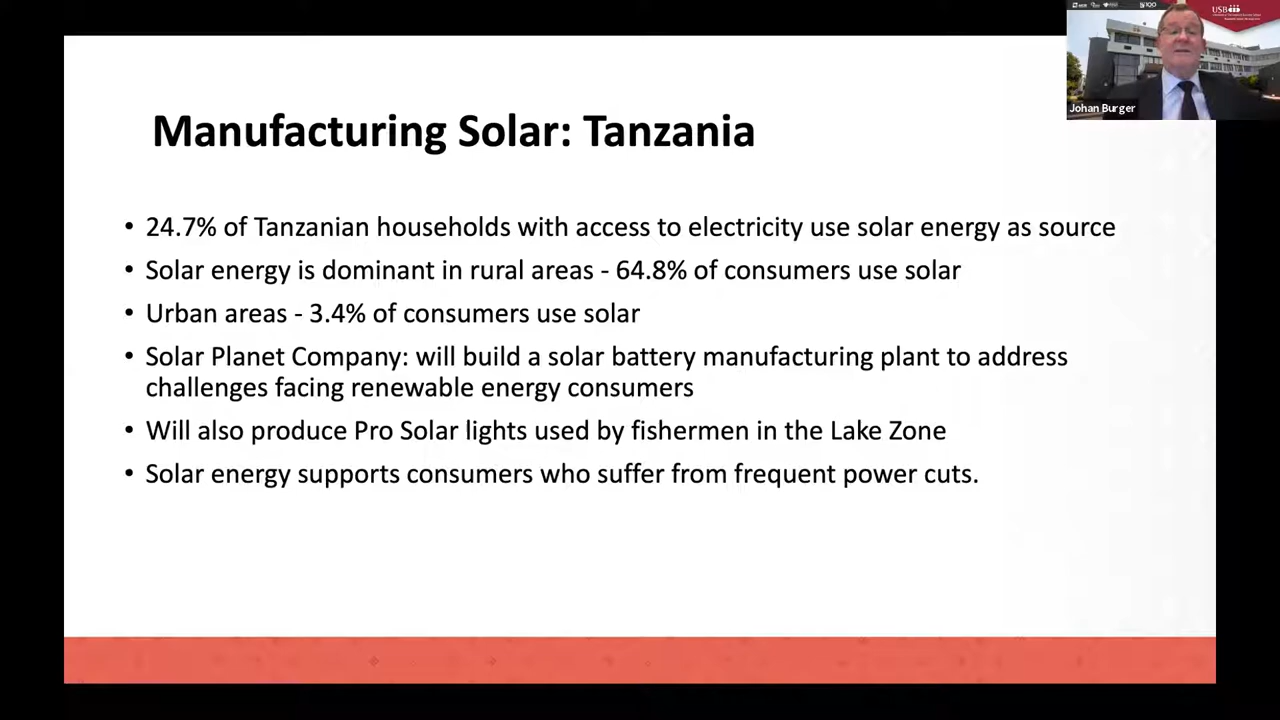 USB
Johan Burger
Manufacturing Solar: Tanzania
• 24.7% of Tanzanian households with access to electricity use solar energy as source
• Solar energy is dominant in rural areas - 64.8% of consumers use solar
• Urban areas - 3.4% of consumers use solar
• Solar Planet Company: will build a solar battery manufacturing plant to address
challenges facing renewable energy consumers
• Will also produce Pro Solar lights used by fishermen in the Lake Zone
• Solar energy supports consumers who suffer from frequent power cuts.